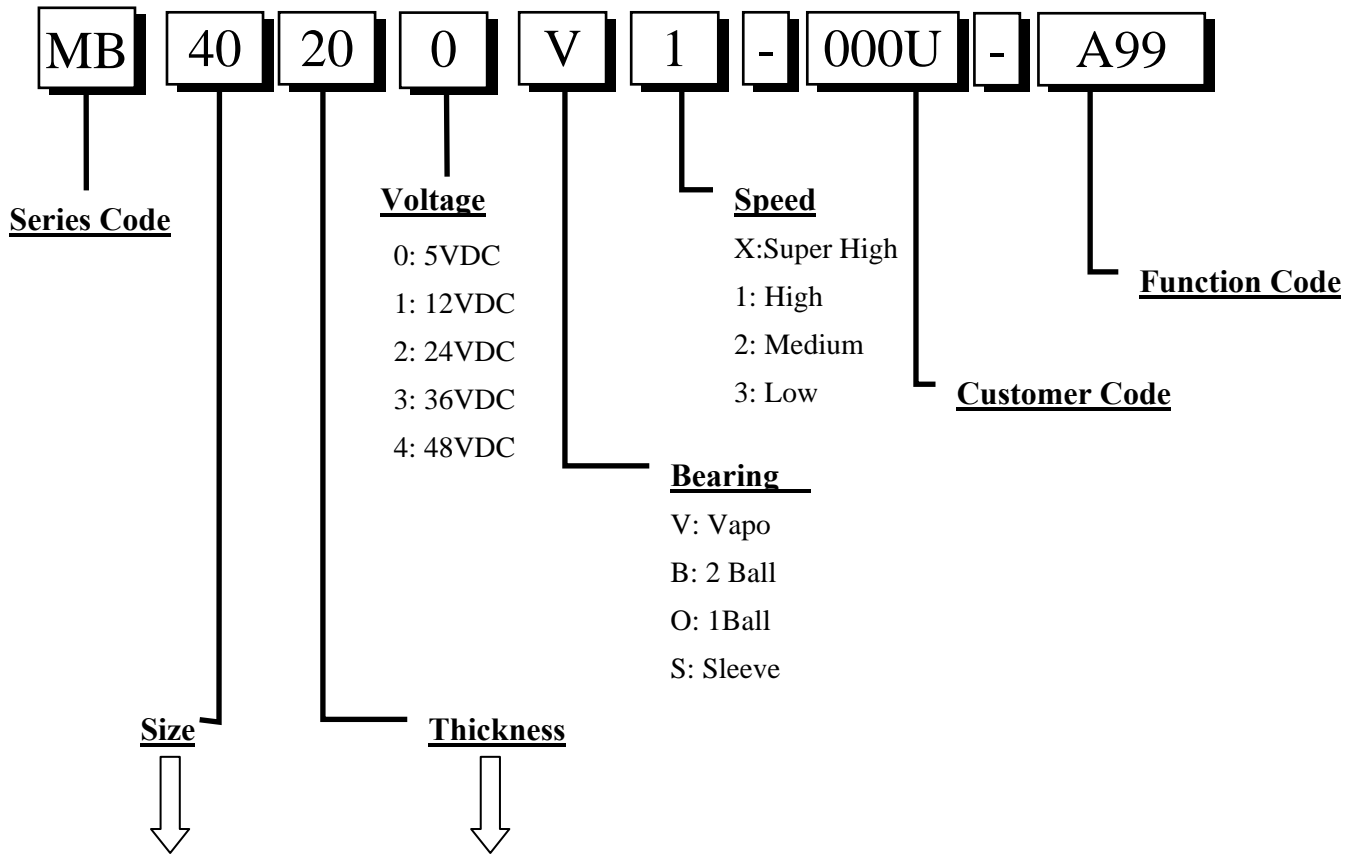 MB 40 20 0 V 1 - 000U - A99
Series Code
Voltage
0: 5VDC
1: 12VDC
2: 24VDC
3: 36VDC
4: 48VDC
Speed
X:Super High
1: High
2: Medium
3: Low
Function Code
Customer Code
Bearing
V: Vapo
B: 2 Ball
O: 1Ball
S: Sleeve
Size
Thickness